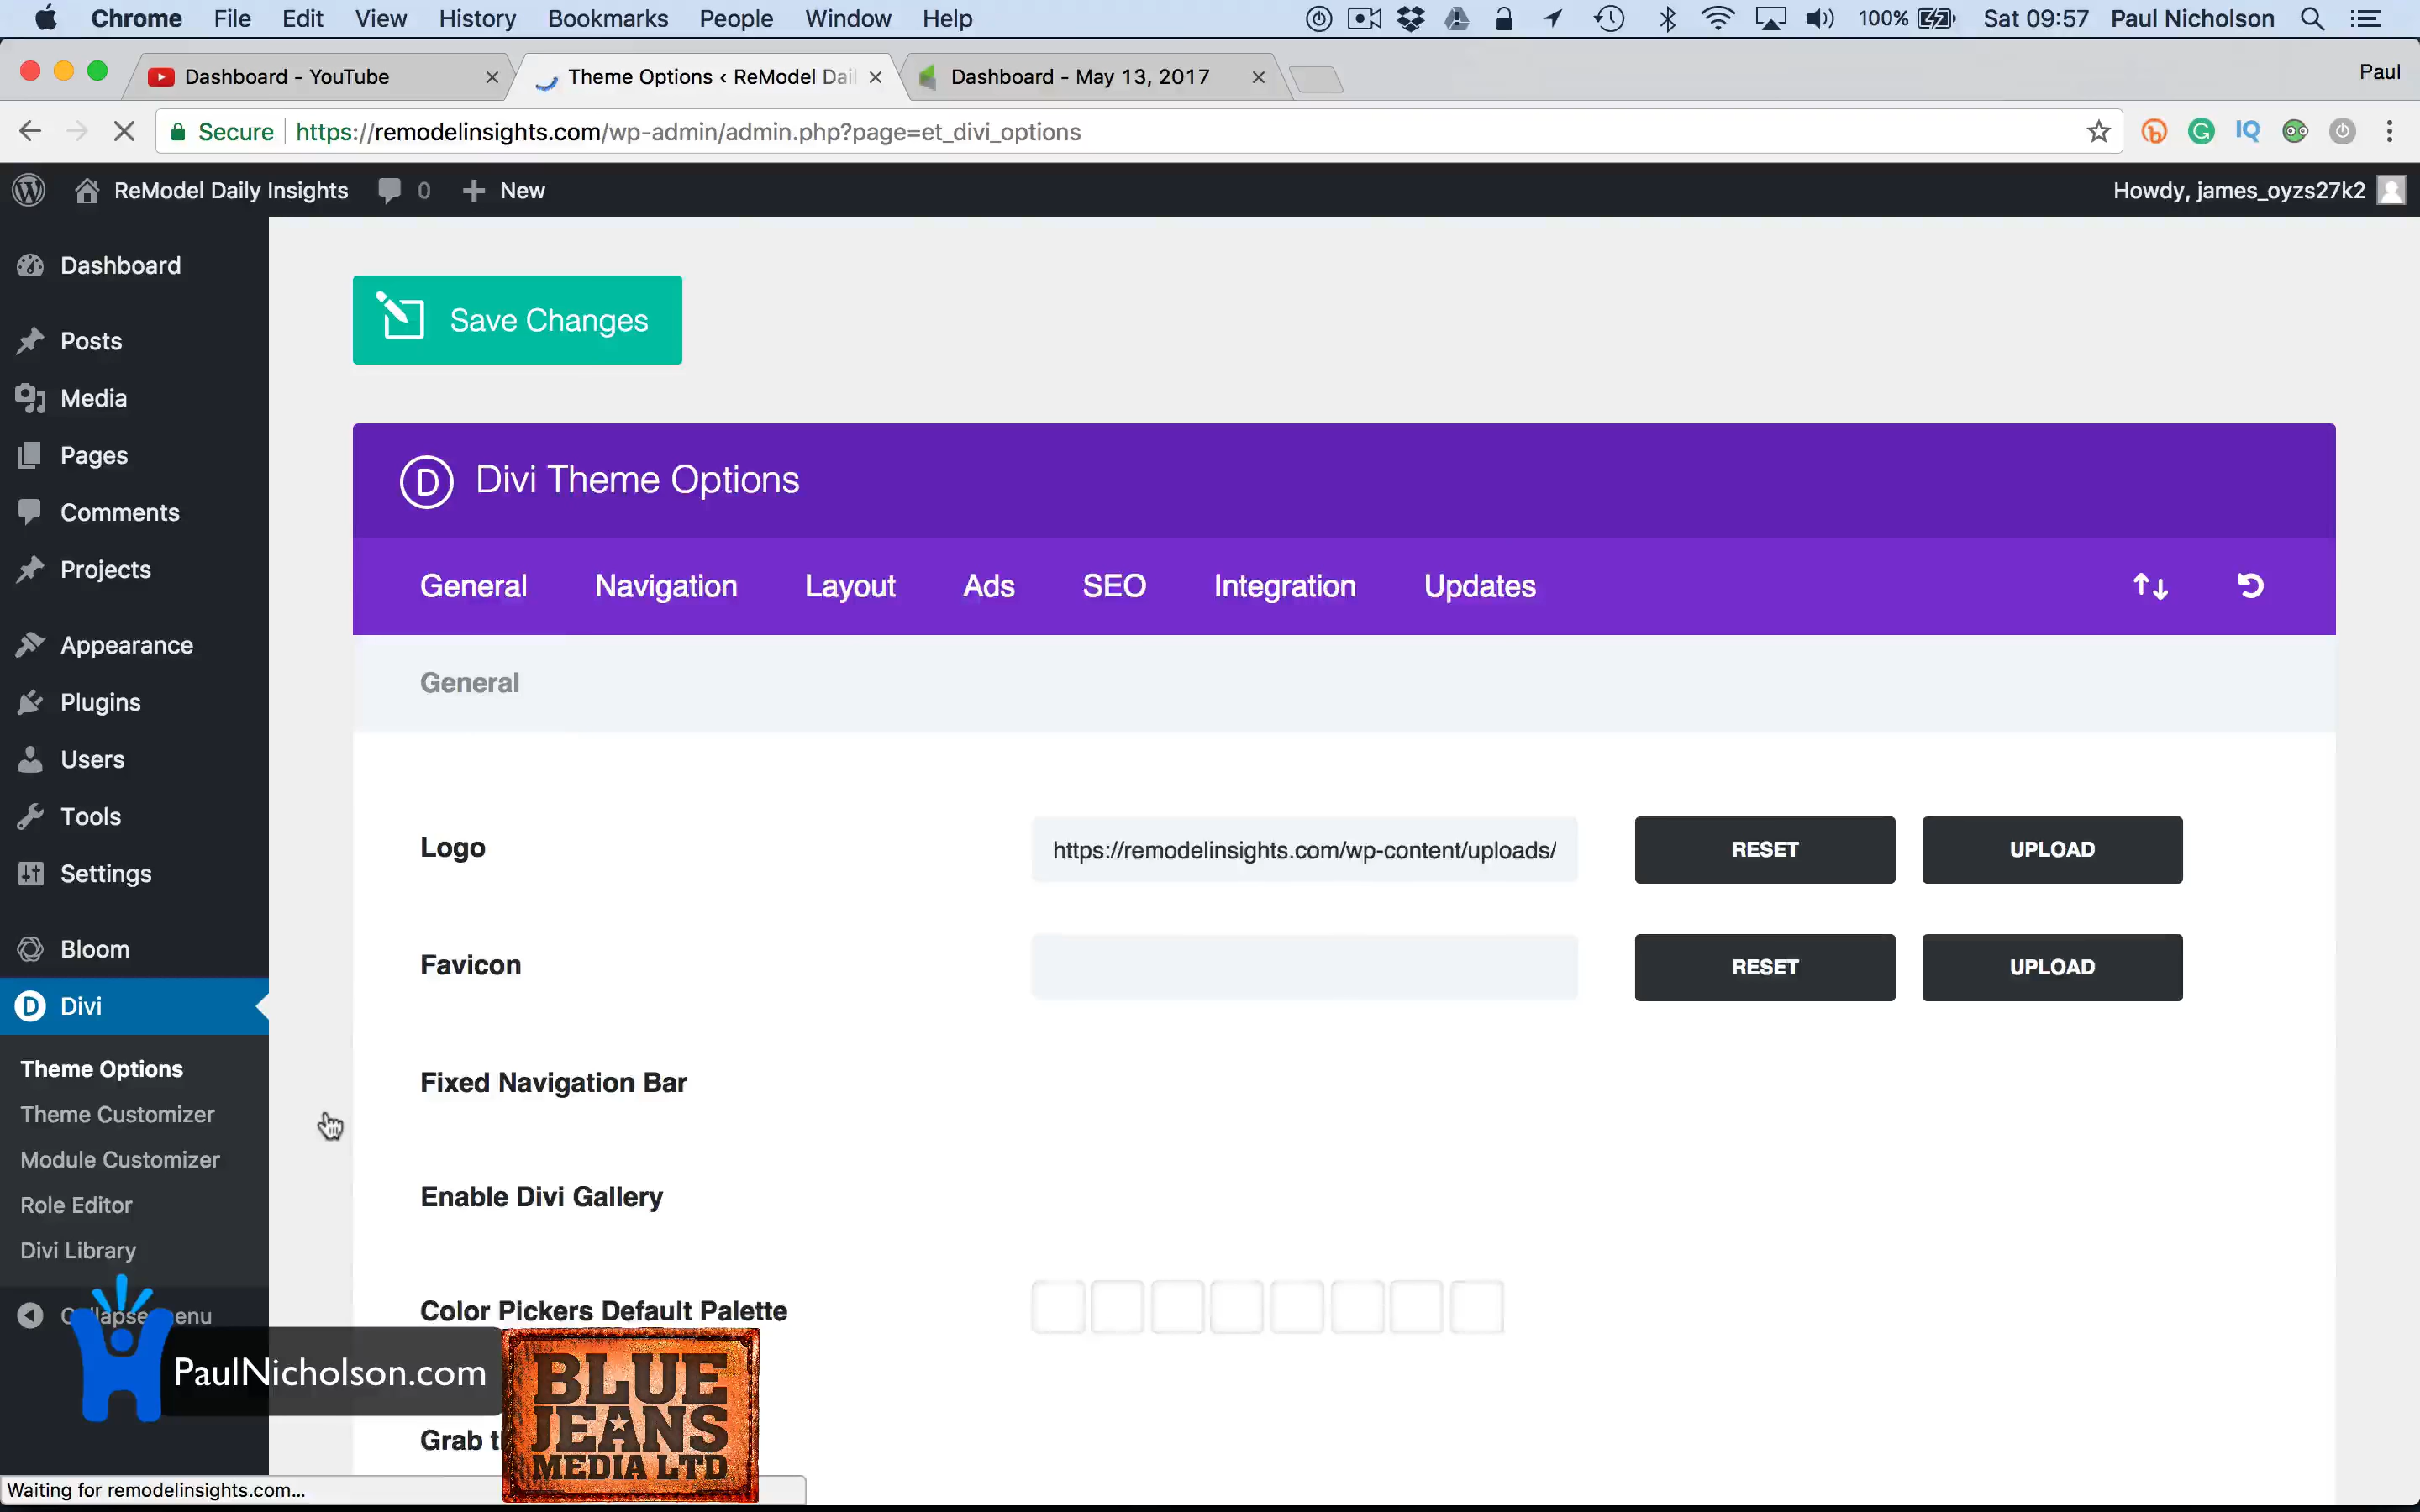 Chrome File Edit View History Bookmarks People Window Help 100% Sat 09:57 Paul Nicholson
Dashboard - YouTube
Theme Options ‹ ReModel Dail
Dashboard - May 13, 2017
Paul
Secure https://remodelinsights.com/wp-admin/admin.php?page=et_divi_options
IQ
ReModel Daily Insights 0 New
Howdy, james_oyzs27k2
Dashboard
Posts
Media
Pages
Comments
Projects
Appearance
Plugins
Users
Tools
Settings
Bloom
Divi
Theme Options
Theme Customizer
Module Customizer
Role Editor
Divi Library
Save Changes
D Divi Theme Options
General Navigation Layout Ads SEO Integration Updates
General
Logo https://remodelinsights.com/wp-content/uploads/ RESET UPLOAD
Favicon RESET UPLOAD
Fixed Navigation Bar
Enable Divi Gallery
Color Pickers Default Palette
Grab
PaulNicholson.com
BLUE
JEANS
MEDIA LTD
Waiting for remodelinsights.com...